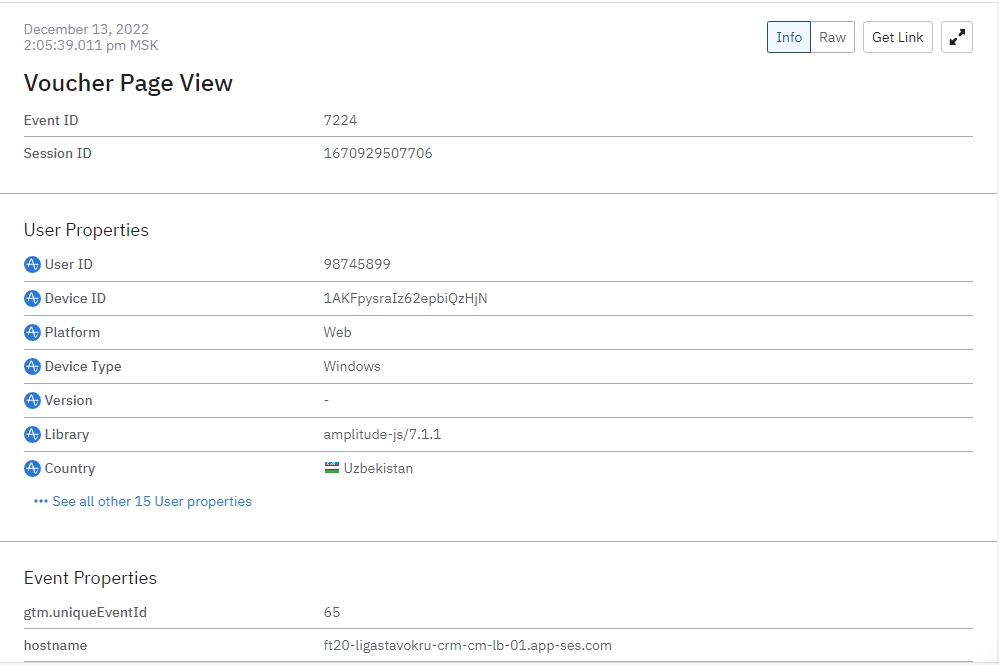 December 13, 2022
2:05:39.011 pm MSK
Info Raw Get Link
Voucher Page View
Event ID 7224
Session ID 1670929507706
User Properties
User ID 98745899
Device ID 1AKFpysraIz62epbiQzHjN
Platform Web
Device Type Windows
Version -
Library amplitude-js/7.1.1
Country Uzbekistan
••• See all other 15 User properties
Event Properties
gtm.uniqueEventId 65
hostname ft20-ligastavokru-crm-cm-lb-01.app-ses.com